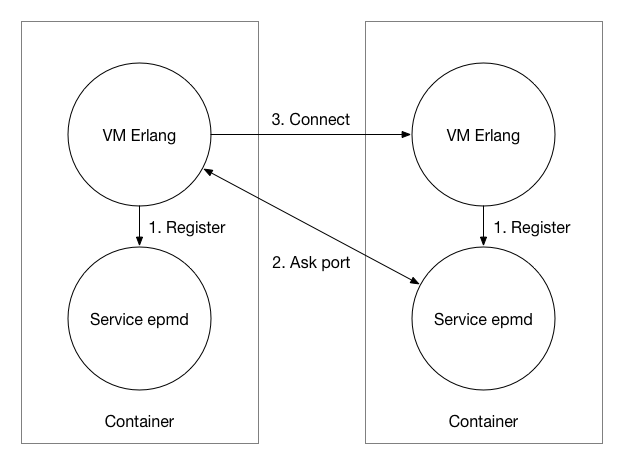 3. Connect
VM Erlang
VM Erlang
1. Register
1. Register
2. Ask port
Service epmd
Service epmd
Container
Container